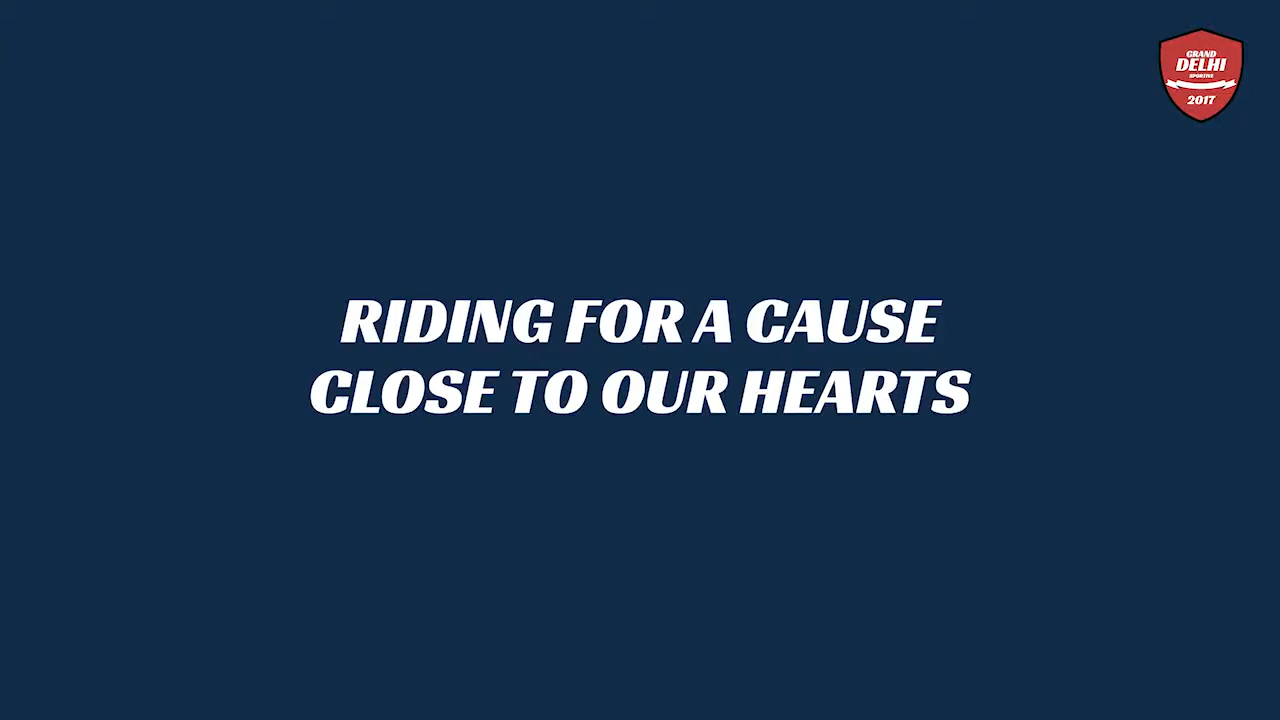 GRAND
DELHI
SPORTIVE
2017
RIDING FOR A CAUSE
CLOSE TO OUR HEARTS